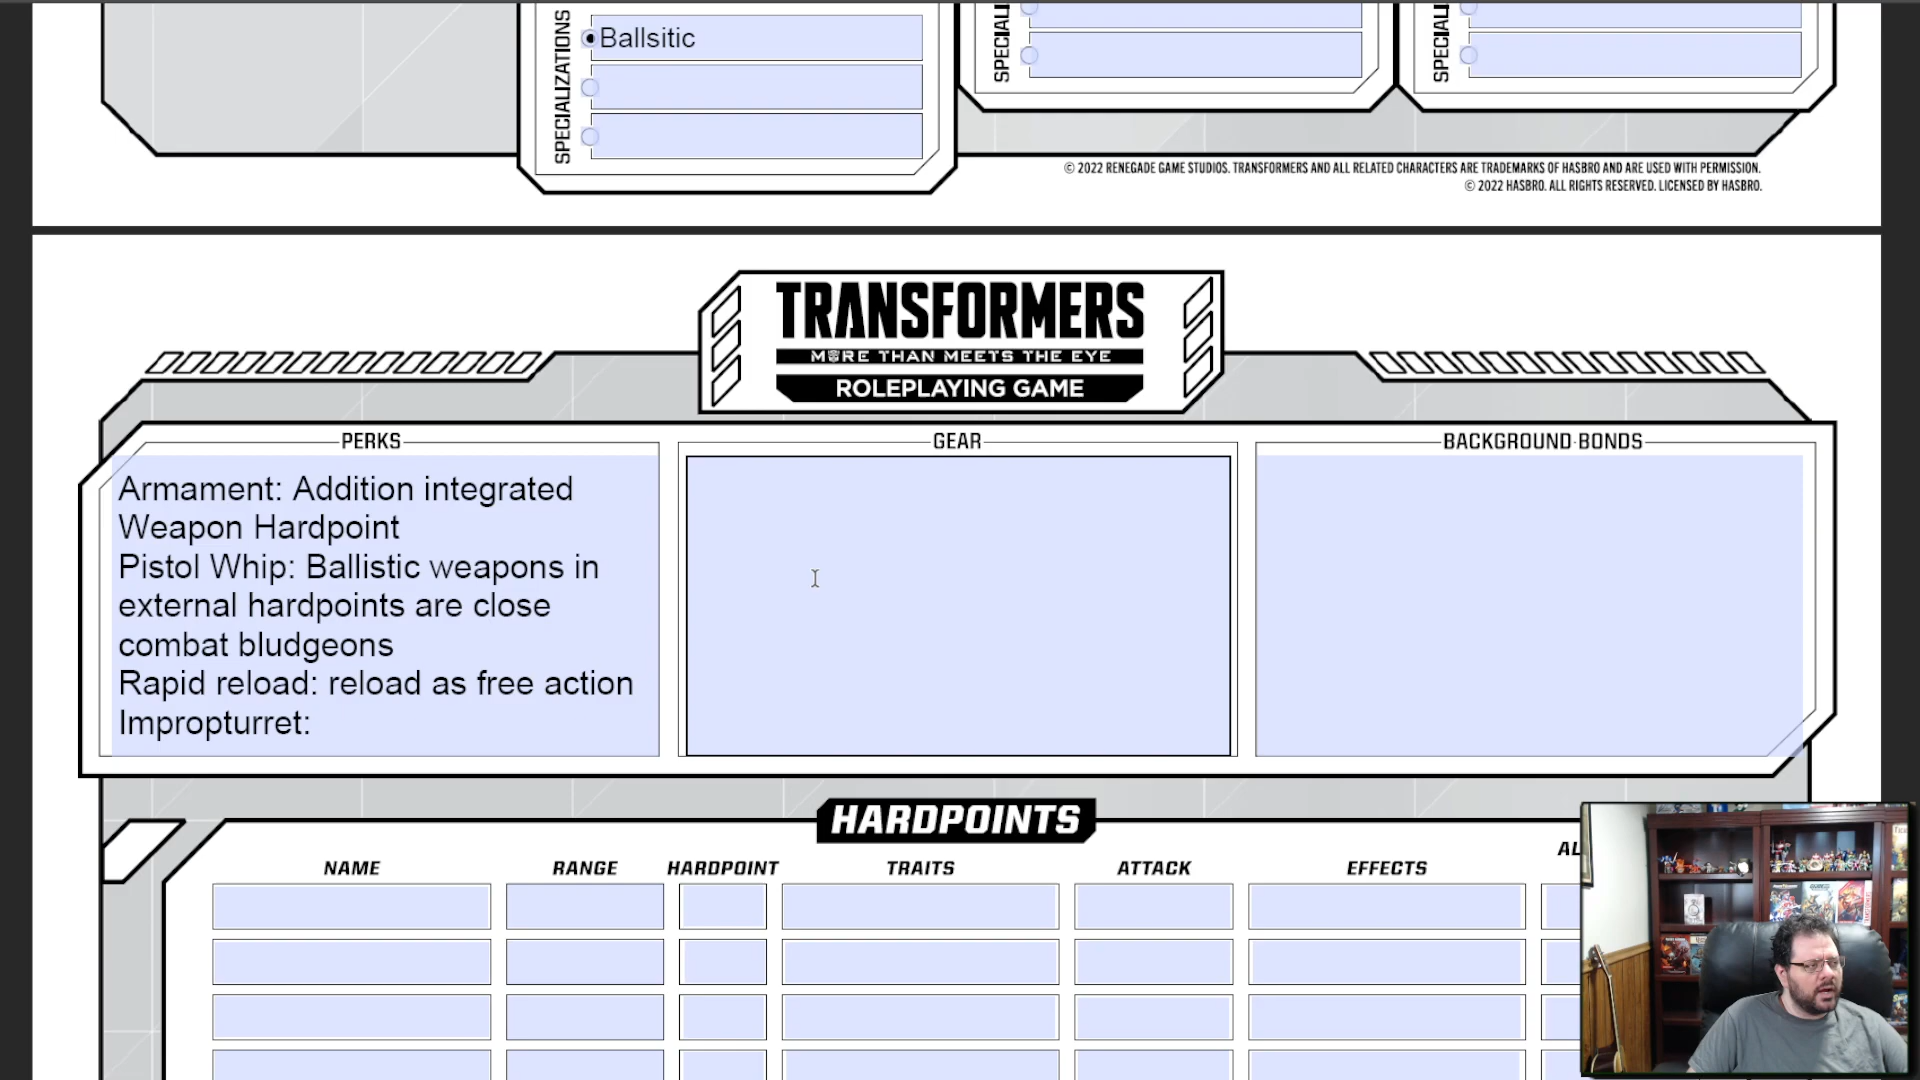 SPECIALIZATIONS
Ballsitic
SPECIALI
SPECIALI
© 2022 RENEGADE GAME STUDIOS. TRANSFORMERS AND ALL RELATED CHARACTERS ARE TRADEMARKS OF HASBRO AND ARE USED WITH PERMISSION.
© 2022 HASBRO. ALL RIGHTS RESERVED. LICENSED BY HASBRO.
TRANSFORMERS
MORE THAN MEETS THE EYE
ROLEPLAYING GAME
PERKS
Armament: Addition integrated
Weapon Hardpoint
Pistol Whip: Ballistic weapons in
external hardpoints are close
combat bludgeons
Rapid reload: reload as free action
Impropturret:
GEAR
BACKGROUND BONDS
HARDPOINTS
NAME
RANGE
HARDPOINT
TRAITS
ATTACK
EFFECTS
AL